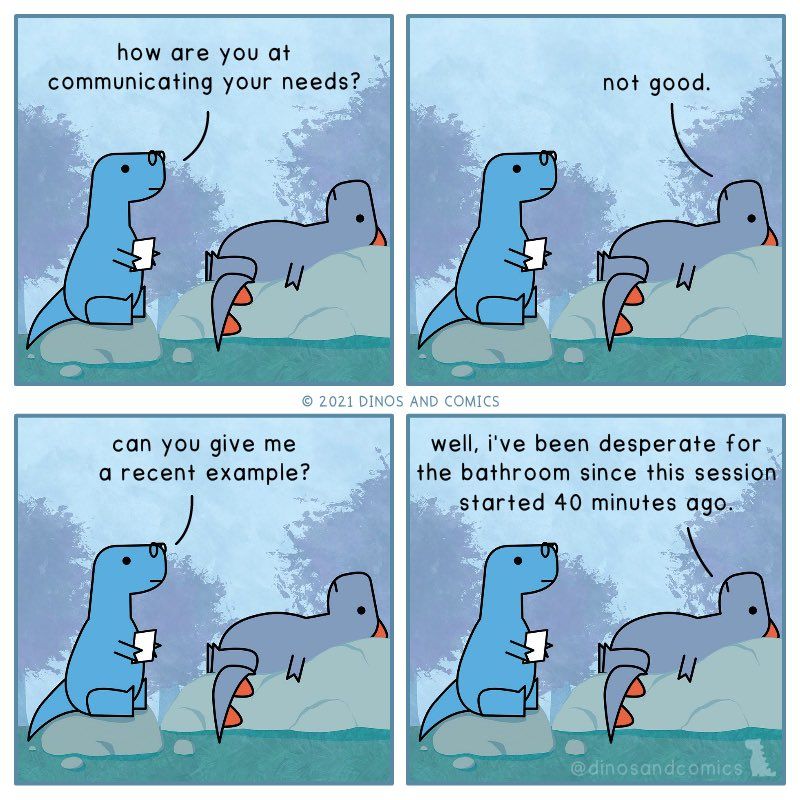 how are you at
communicating your needs?
not good.
© 2021 DINOS AND COMICS
can you give me
a recent example?
well, i've been desperate for
the bathroom since this session
started 40 minutes ago.
@dinosandcomics